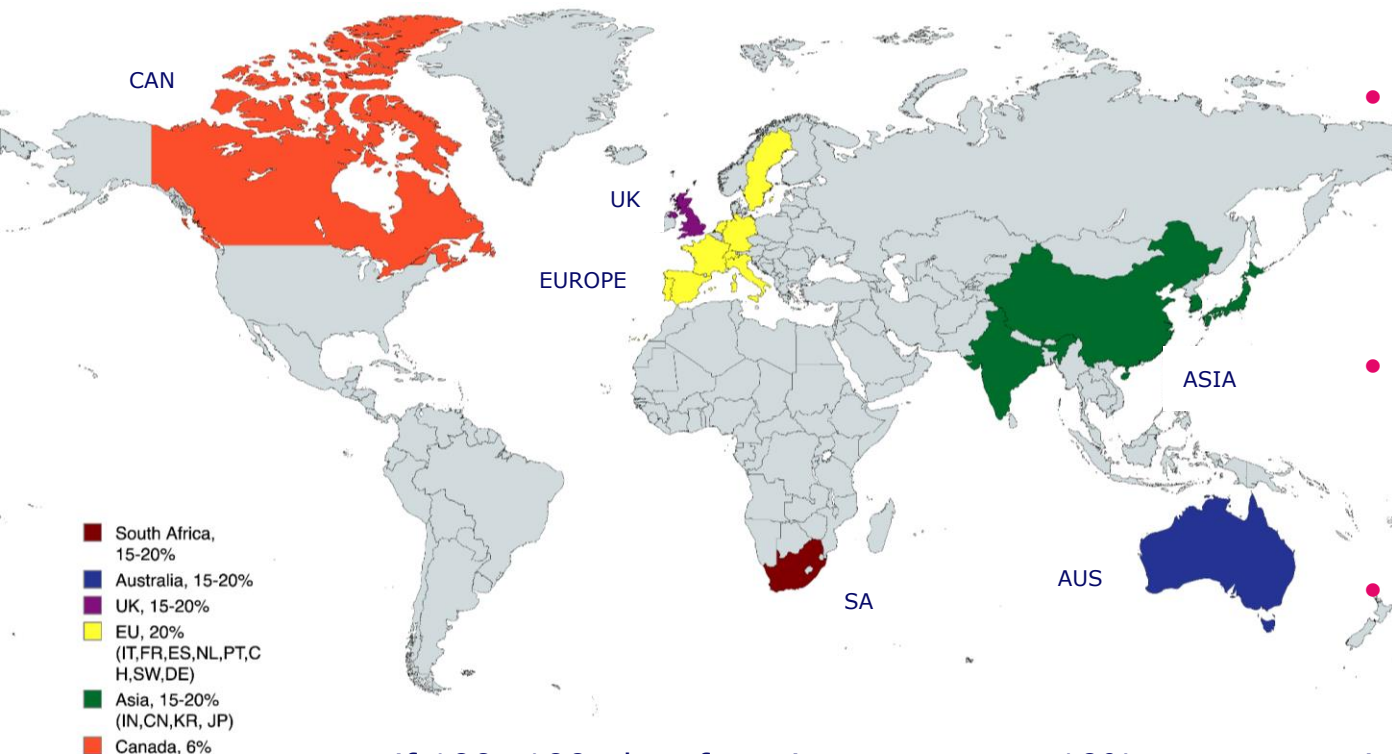 CAN
UK
EUROPE
ASIA
AUS
SA
South Africa,
15-20%
Australia, 15-20%
UK, 15-20%
EU, 20%
(IT,FR,ES,NL,PT,C
H,SW,DE)
Asia, 15-20%
(IN,CN,KR, JP)
Canada, 6%